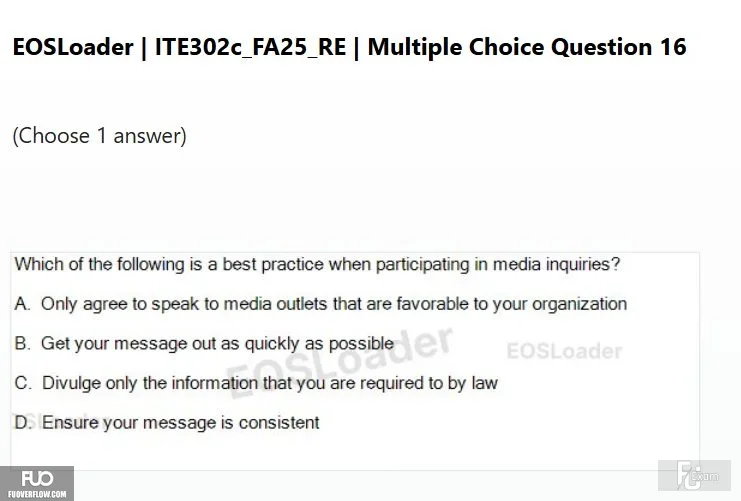 EOSLoader | ITE302c_FA25_RE | Multiple Choice Question 16
(Choose 1 answer)
Which of the following is a best practice when participating in media inquiries?
A. Only agree to speak to media outlets that are favorable to your organization
B. Get your message out as quickly as possible
EOSLoader
EOSLoader
C. Divulge only the information that you are required to by law
D. Ensure your message is consistent
FUO
FUOVERFLOW.COM